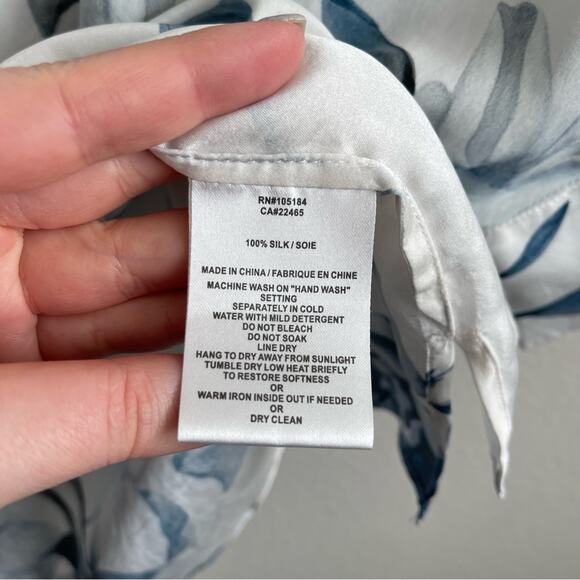 RN#105184
CA#22465
100% SILK / SOIE
MADE IN CHINA / FABRIQUE EN CHINE
MACHINE WASH ON "HAND WASH"
SETTING
SEPARATELY IN COLD
WATER WITH MILD DETERGENT
DO NOT BLEACH
DO NOT SOAK
LINE DRY
HANG TO DRY AWAY FROM SUNLIGHT
TUMBLE DRY LOW HEAT BRIEFLY
TO RESTORE SOFTNESS
OR
WARM IRON INSIDE OUT IF NEEDED
OR
DRY CLEAN